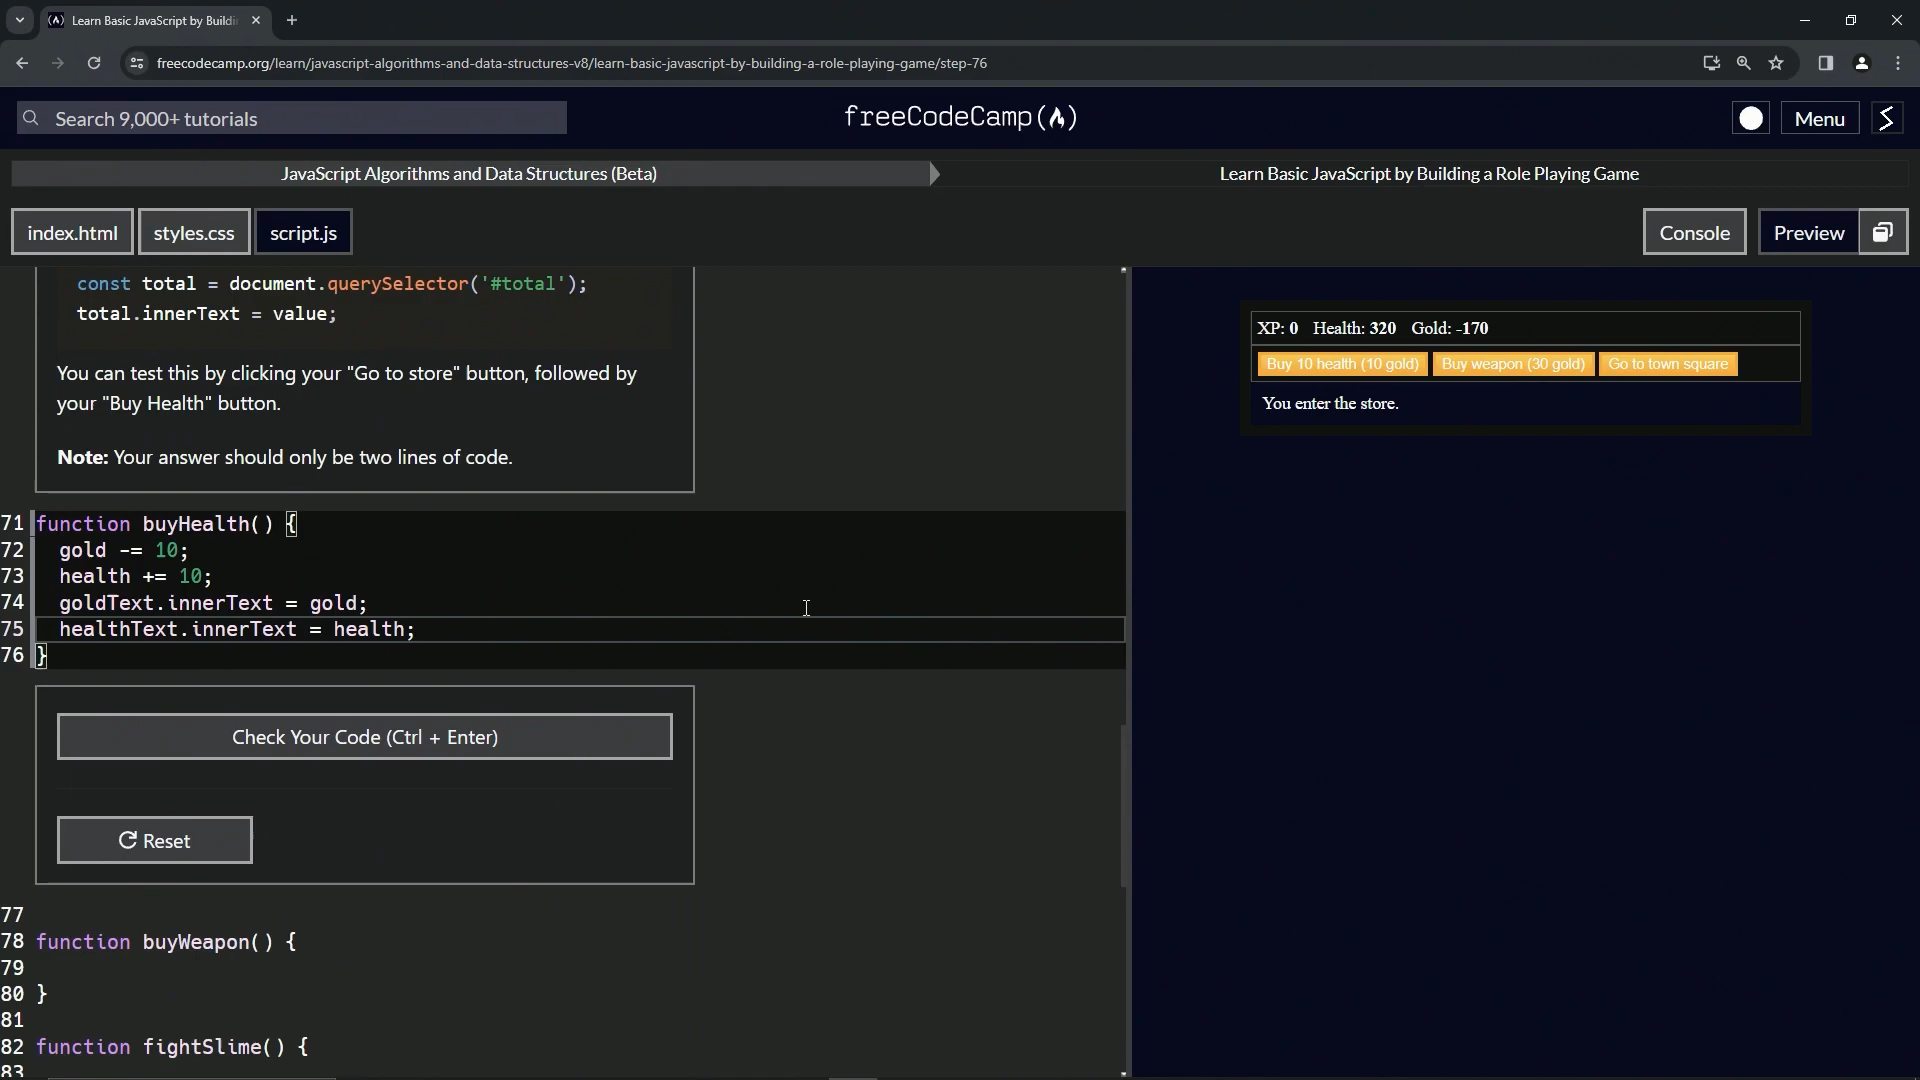 Learn Basic JavaScript by Buildi
freecodecamp.org/learn/javascript-algorithms-and-data-structures-v8/learn-basic-javascript-by-building-a-role-playing-game/step-76
Search 9,000+ tutorials
freeCodeCamp
Menu
JavaScript Algorithms and Data Structures (Beta)
Learn Basic JavaScript by Building a Role Playing Game
index.html
styles.css
script.js
Console
Preview
const total = document.querySelector('#total');
total.innerText = value;
You can test this by clicking your "Go to store" button, followed by
your "Buy Health" button.
Note: Your answer should only be two lines of code.
71 function buyHealth() {
72 gold -= 10;
73 health += 10;
74 goldText.innerText = gold;
75 healthText.innerText = health;
76 }
Check Your Code (Ctrl + Enter)
Reset
77
78 function buyWeapon() {
79
80 }
81
82 function fightSlime() {
83
XP: 0 Health: 320 Gold: -170
Buy 10 health (10 gold)
Buy weapon (30 gold)
Go to town square
You enter the store.